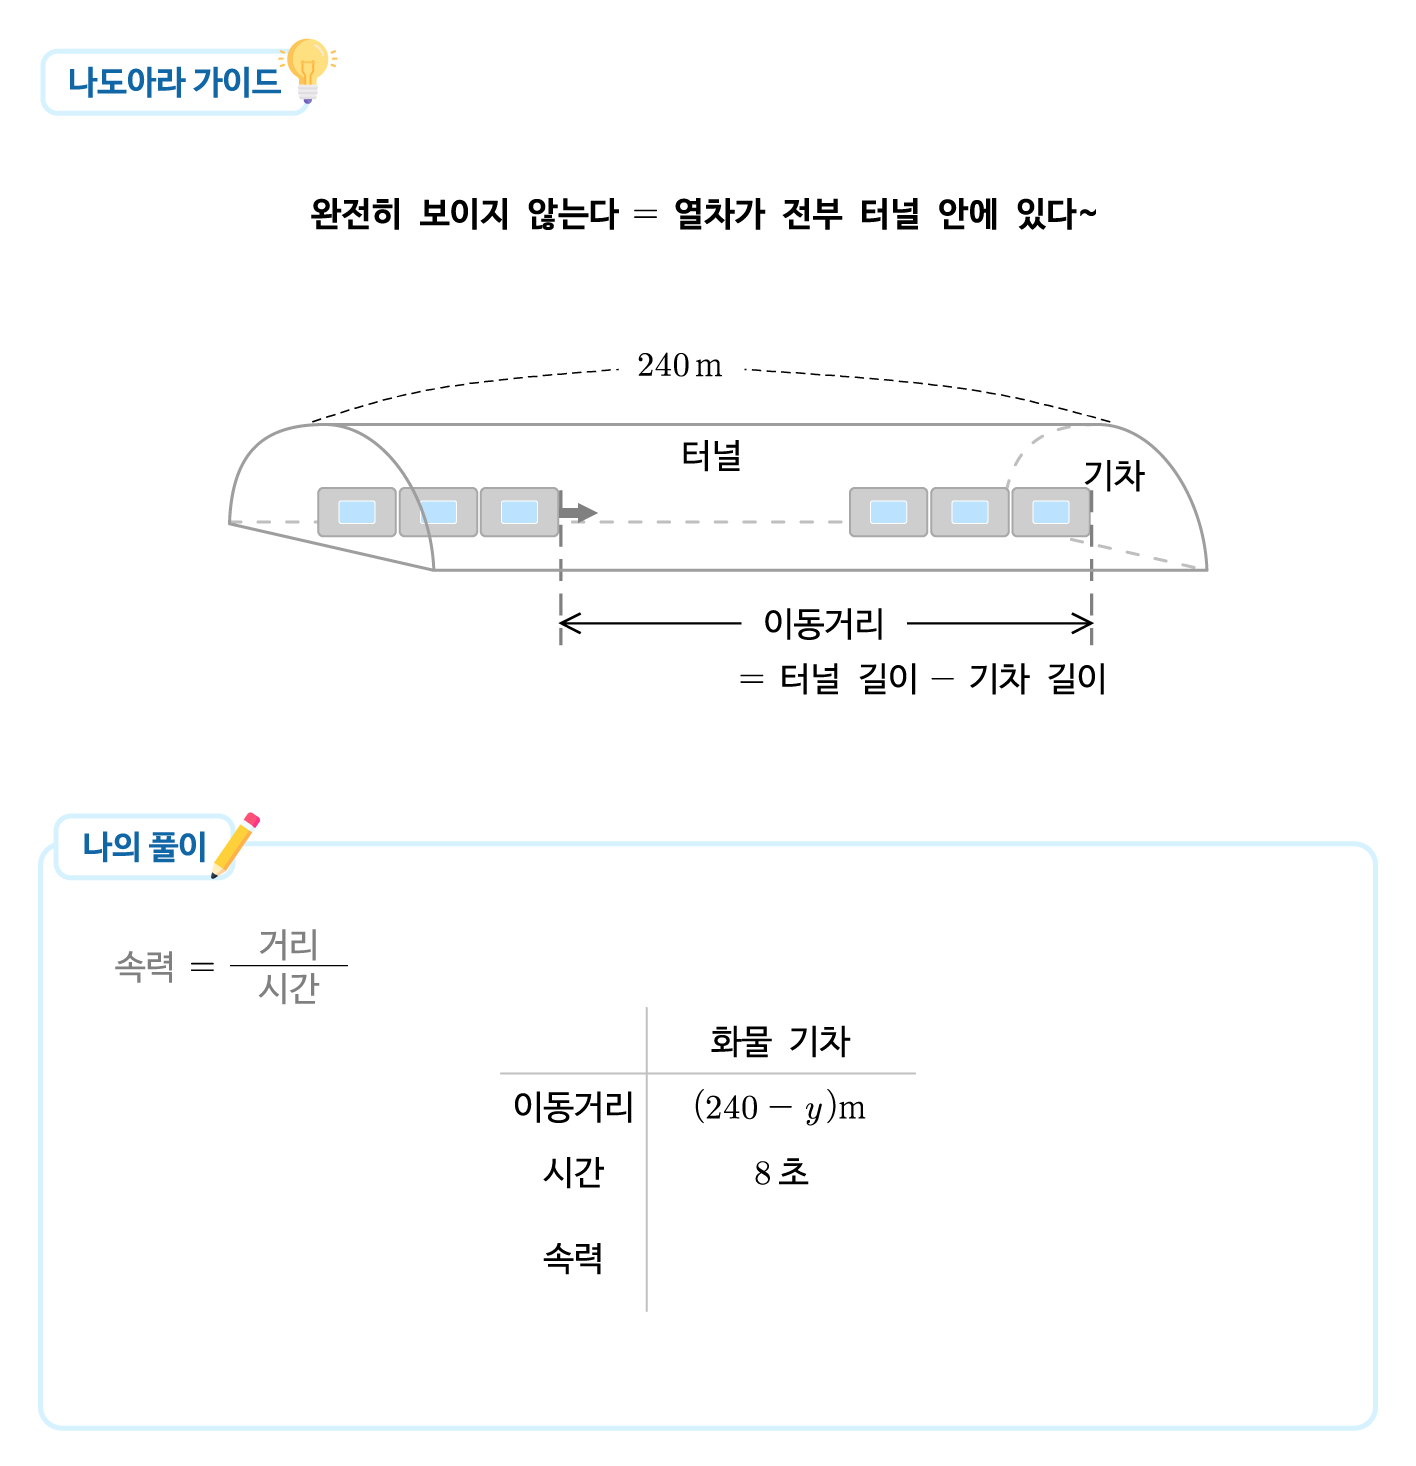 나도아라 가이드
완전히 보이지 않는다 = 열차가 전부 터널 안에 있다~
240 m
터널
기차
이동거리
= 터널 길이 − 기차 길이
나의 풀이
속력 = 거리/시간
화물 기차
이동거리 (240 − y)m
시간 8 초
속력